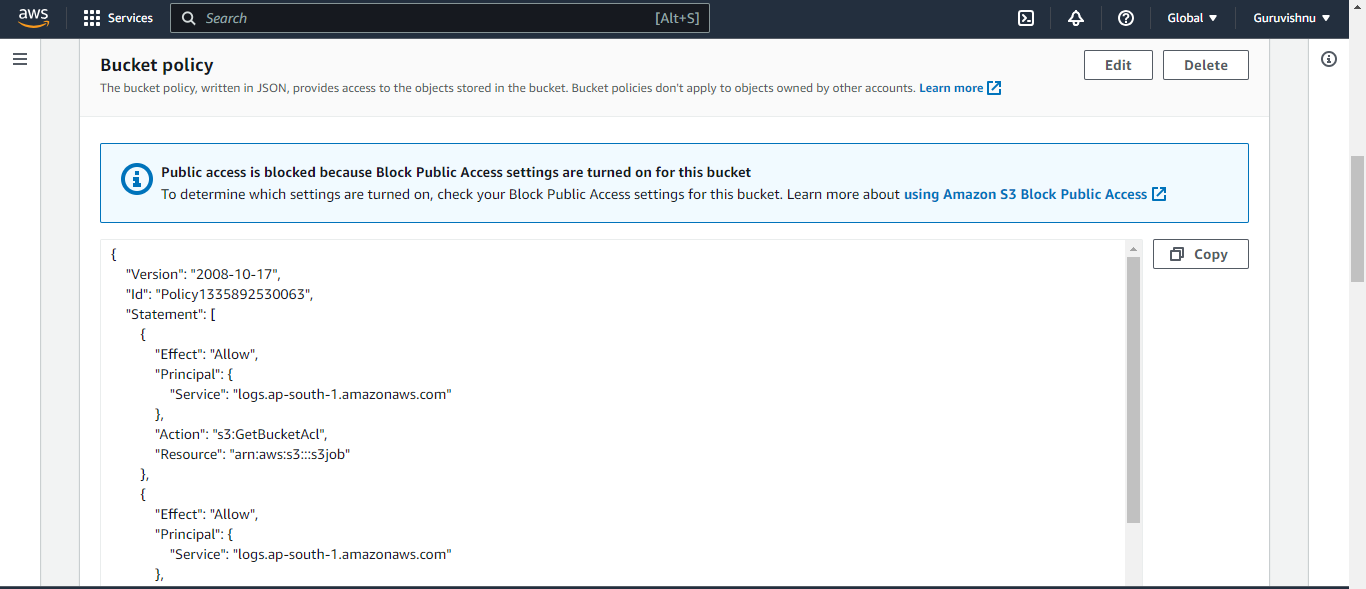 aws
Services
Search
[Alt+S]
Global
Guruvishnu
Bucket policy
Edit
Delete
The bucket policy, written in JSON, provides access to the objects stored in the bucket. Bucket policies don't apply to objects owned by other accounts. Learn more
Public access is blocked because Block Public Access settings are turned on for this bucket
To determine which settings are turned on, check your Block Public Access settings for this bucket. Learn more about using Amazon S3 Block Public Access
Copy
{
"Version": "2008-10-17",
"Id": "Policy1335892530063",
"Statement": [
{
"Effect": "Allow",
"Principal": {
"Service": "logs.ap-south-1.amazonaws.com"
},
"Action": "s3:GetBucketAcl",
"Resource": "arn:aws:s3:::s3job"
},
{
"Effect": "Allow",
"Principal": {
"Service": "logs.ap-south-1.amazonaws.com"
},